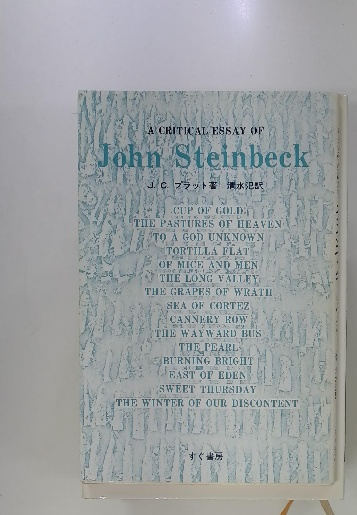 A CRITICAL ESSAY OF
John Steinbeck
J. C. プラット著 清水氾訳
CUP OF GOLD
THE PASTURES OF HEAVEN
TO A GOD UNKNOWN
TORTILLA FLAT
OF MICE AND MEN
THE LONG VALLEY
THE GRAPES OF WRATH
SEA OF CORTEZ
CANNERY ROW
THE WAYWARD BUS
THE PEARL
BURNING BRIGHT
EAST OF EDEN
SWEET THURSDAY
THE WINTER OF OUR DISCONTENT
すぐ書房